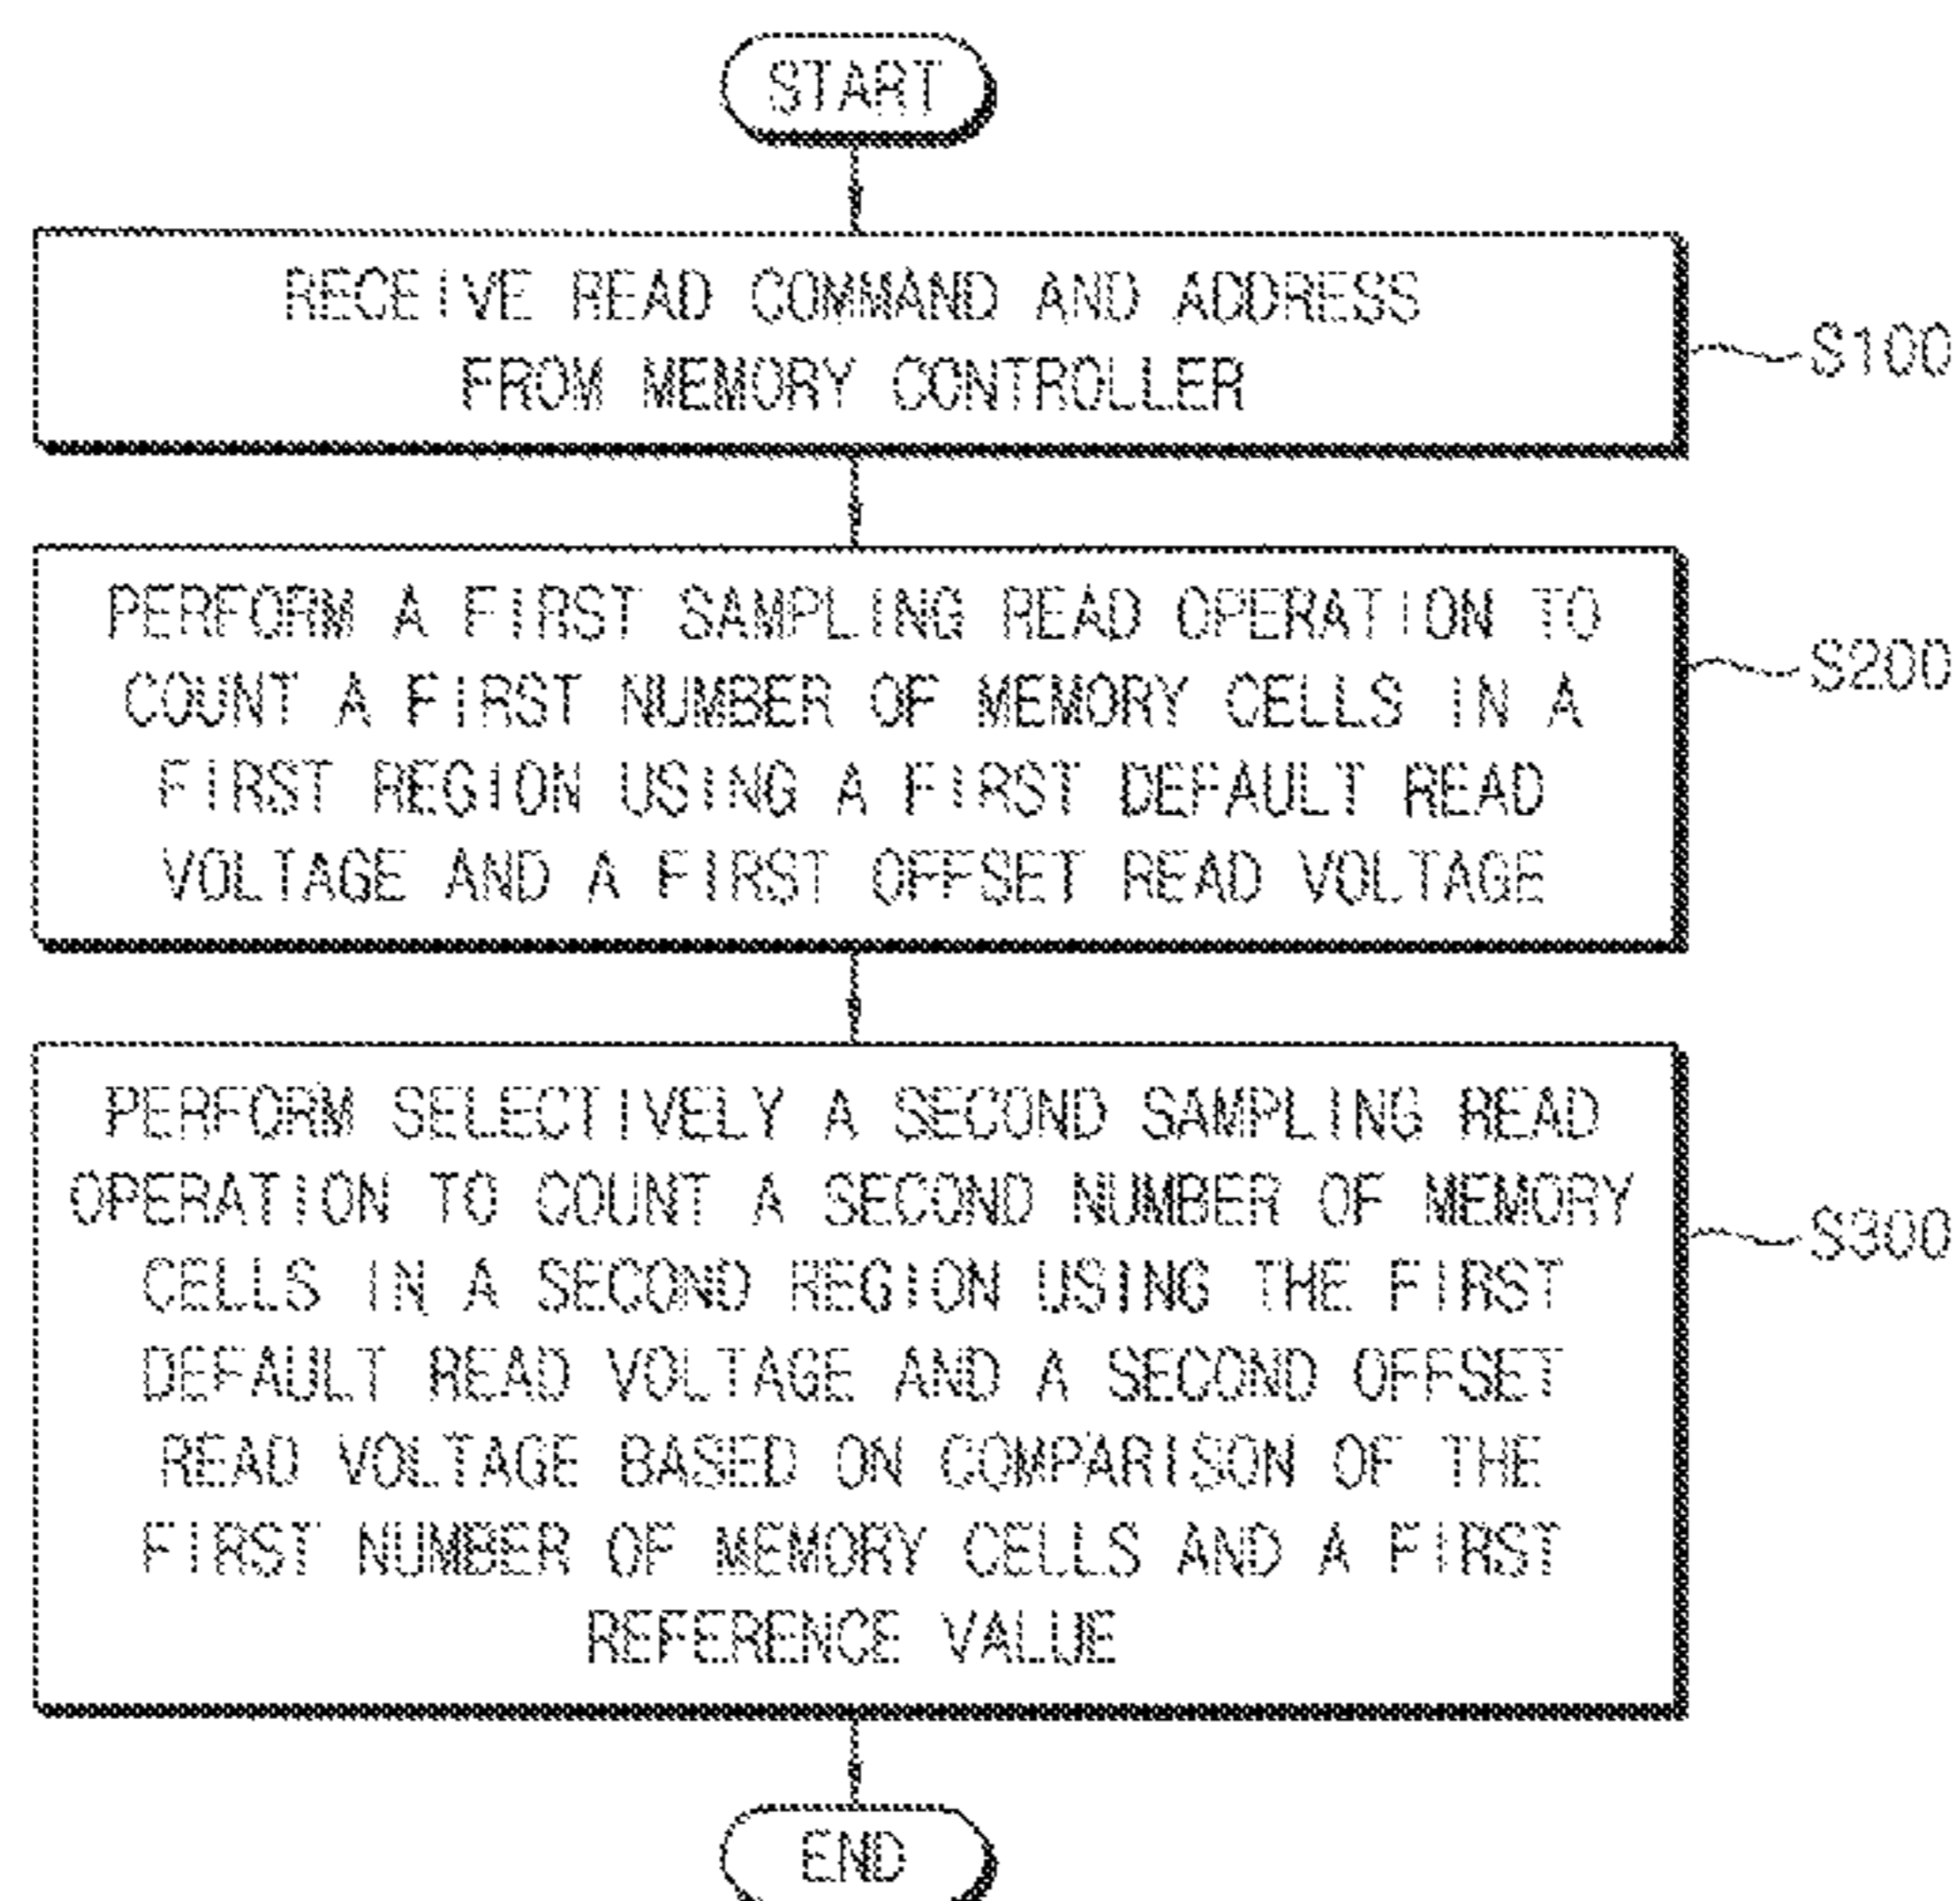 START
RECEIVE READ COMMAND AND ADDRESS
FROM MEMORY CONTROLLER
S100
PERFORM A FIRST SAMPLING READ OPERATION TO
COUNT A FIRST NUMBER OF MEMORY CELLS IN A
FIRST REGION USING A FIRST DEFAULT READ
VOLTAGE AND A FIRST OFFSET READ VOLTAGE
S200
PERFORM SELECTIVELY A SECOND SAMPLING READ
OPERATION TO COUNT A SECOND NUMBER OF MEMORY
CELLS IN A SECOND REGION USING THE FIRST
DEFAULT READ VOLTAGE AND A SECOND OFFSET
READ VOLTAGE BASED ON COMPARISON OF THE
FIRST NUMBER OF MEMORY CELLS AND A FIRST
REFERENCE VALUE
S300
END